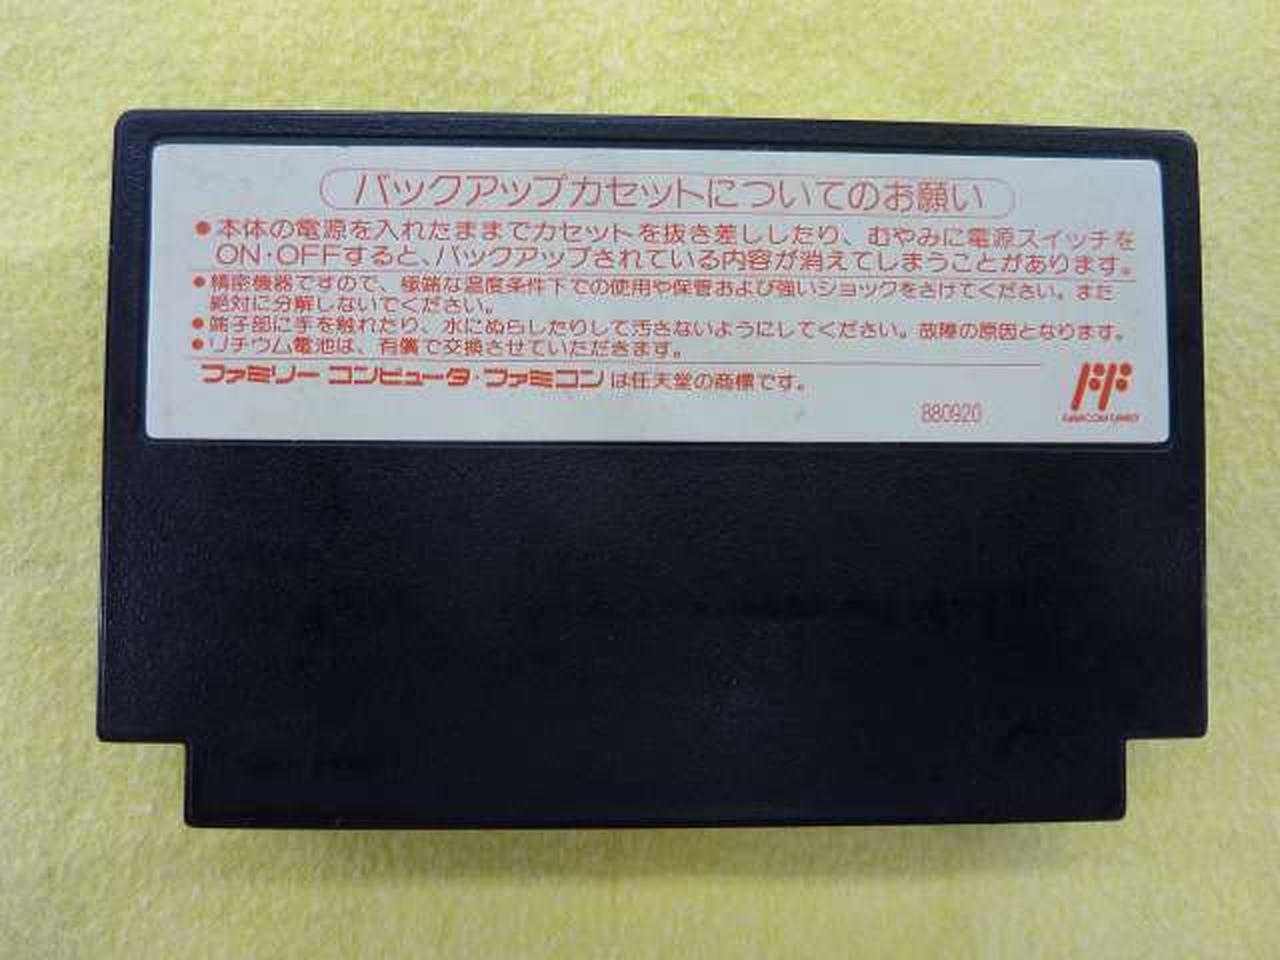 バックアップカセットについてのお願い
●本体の電源を入れたままでカセットを抜き差ししたり、むやみに電源スイッチを
ON・OFFすると、バックアップされている内容が消えてしまうことがあります。
●精密機器ですので、極端な温度条件下での使用や保管および強いショックをさけてください。また
絶対に分解しないでください。
●端子部に手を触れたり、水にぬらしたりして汚さないようにしてください。故障の原因となります。
●リチウム電池は、有償で交換させていただきます。
ファミリー コンピュータ・ファミコンは任天堂の商標です。
880920
FAMICOM FAMILY